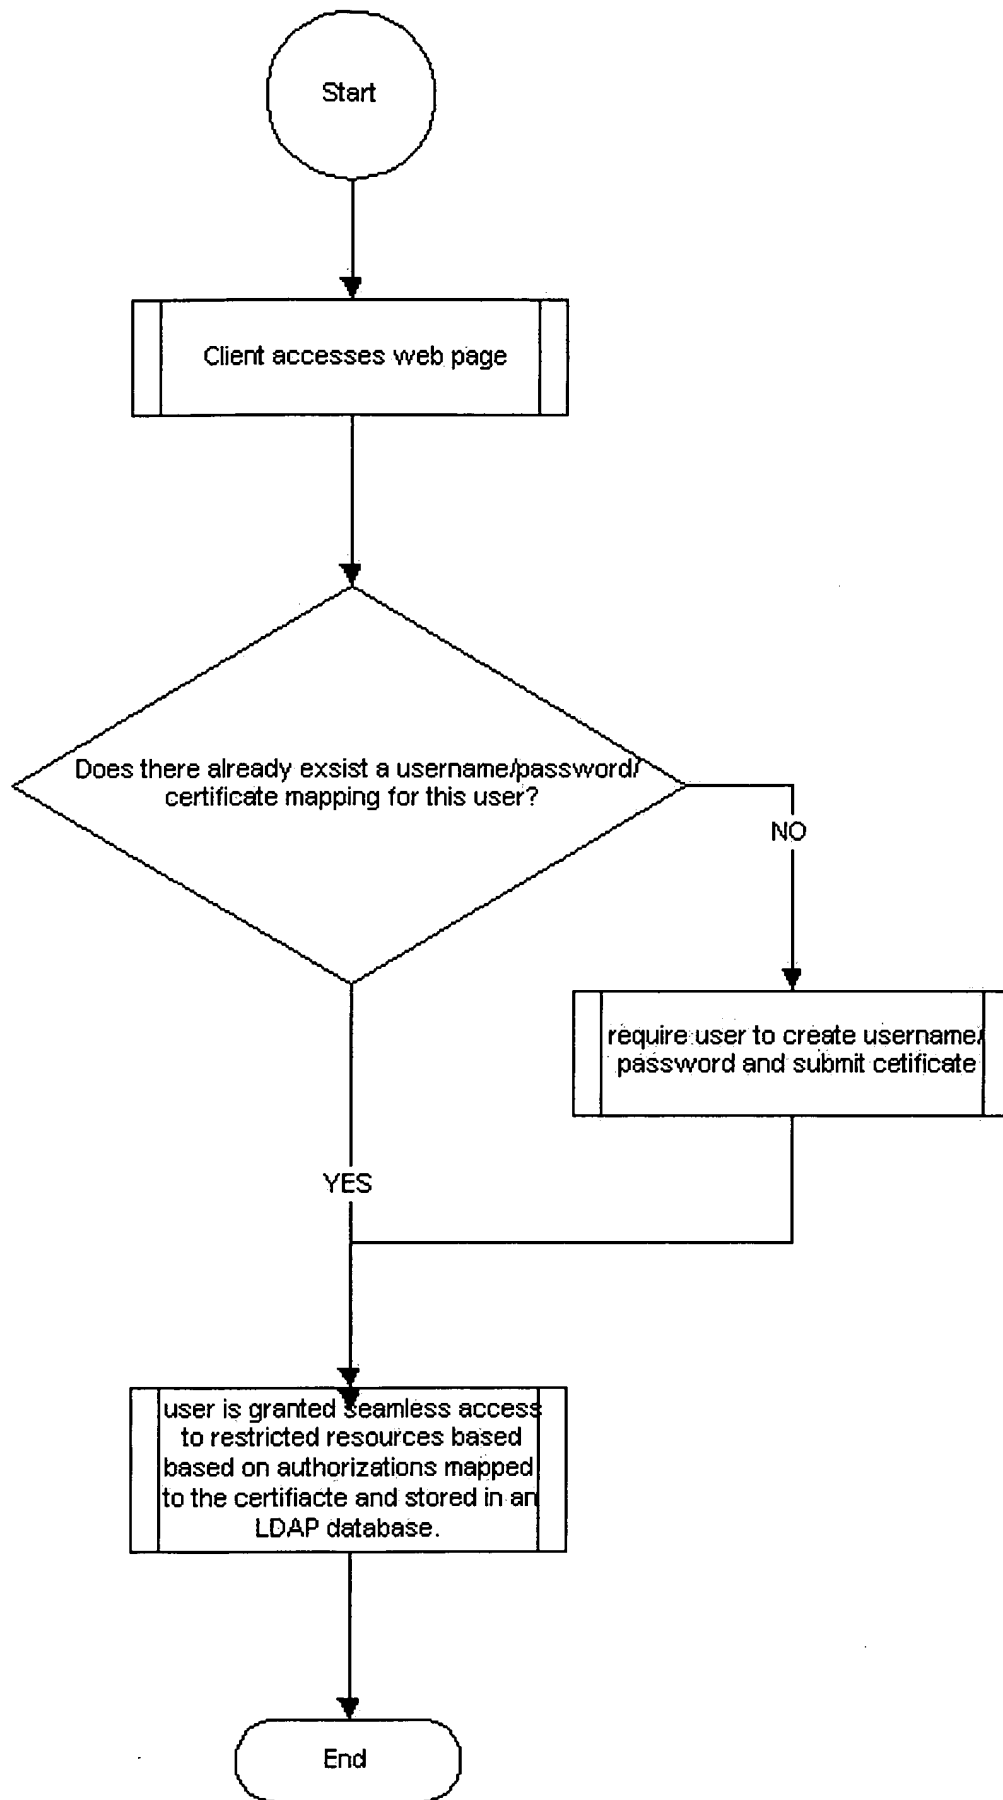 Start
Client accesses web page
Does there already exsist a username/password/
certificate mapping for this user?
NO
require user to create username/
password and submit cetificate
YES
user is granted seamless access
to restricted resources based
based on authorizations mapped
to the certifiacte and stored in an
LDAP database.
End